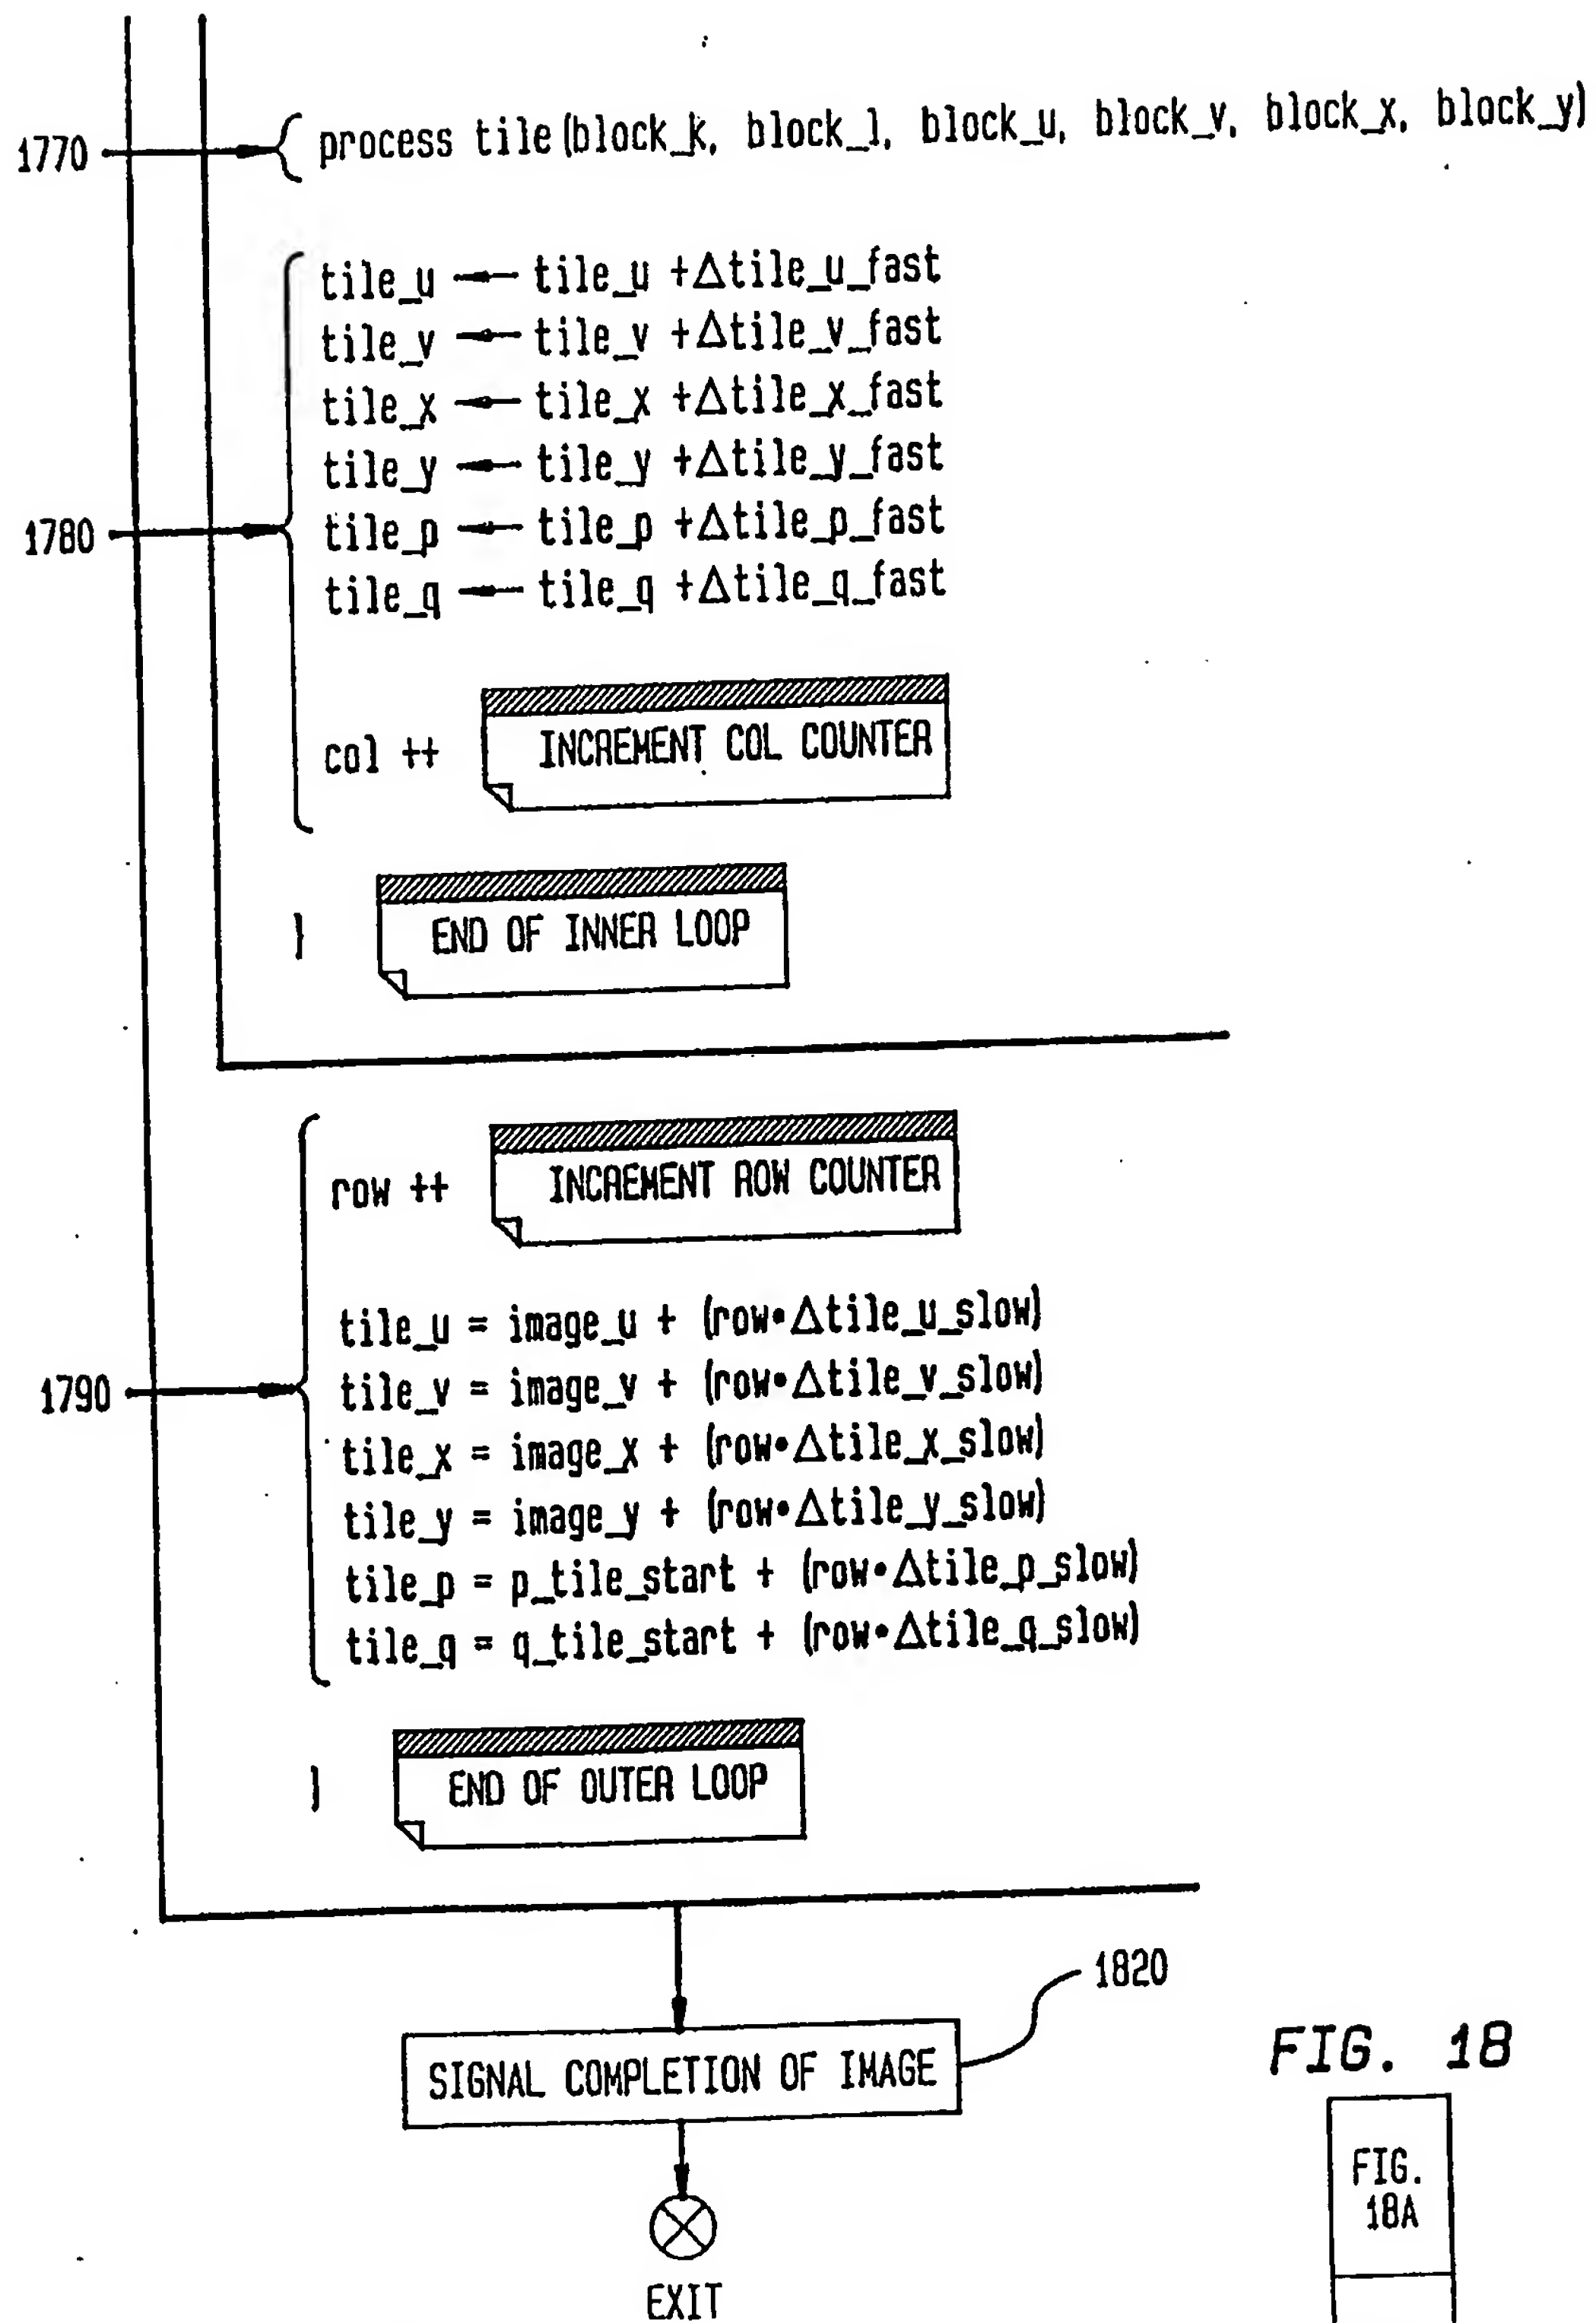 1770 { process tile(block_k, block_l, block_u, block_v, block_x, block_y)
tile_u ← tile_u +Δtile_u_fast
tile_v ← tile_v +Δtile_v_fast
tile_x ← tile_x +Δtile_x_fast
tile_y ← tile_y +Δtile_y_fast
1780
tile_p ← tile_p +Δtile_p_fast
tile_q ← tile_q +Δtile_q_fast
col ++ INCREMENT COL COUNTER
} END OF INNER LOOP
row ++ INCREMENT ROW COUNTER
tile_u = image_u + (row•Δtile_u_slow)
1790
tile_v = image_v + (row•Δtile_v_slow)
tile_x = image_x + (row•Δtile_x_slow)
tile_y = image_y + (row•Δtile_y_slow)
tile_p = p_tile_start + (row•Δtile_p_slow)
tile_q = q_tile_start + (row•Δtile_q_slow)
} END OF OUTER LOOP
1820
SIGNAL COMPLETION OF IMAGE
EXIT
FIG. 18
FIG.
18A